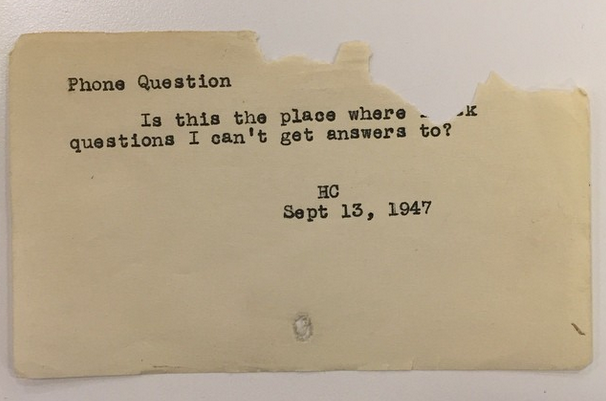 Phone Question
Is this the place where I
questions I can't get answers to?
HC
Sept 13, 1947